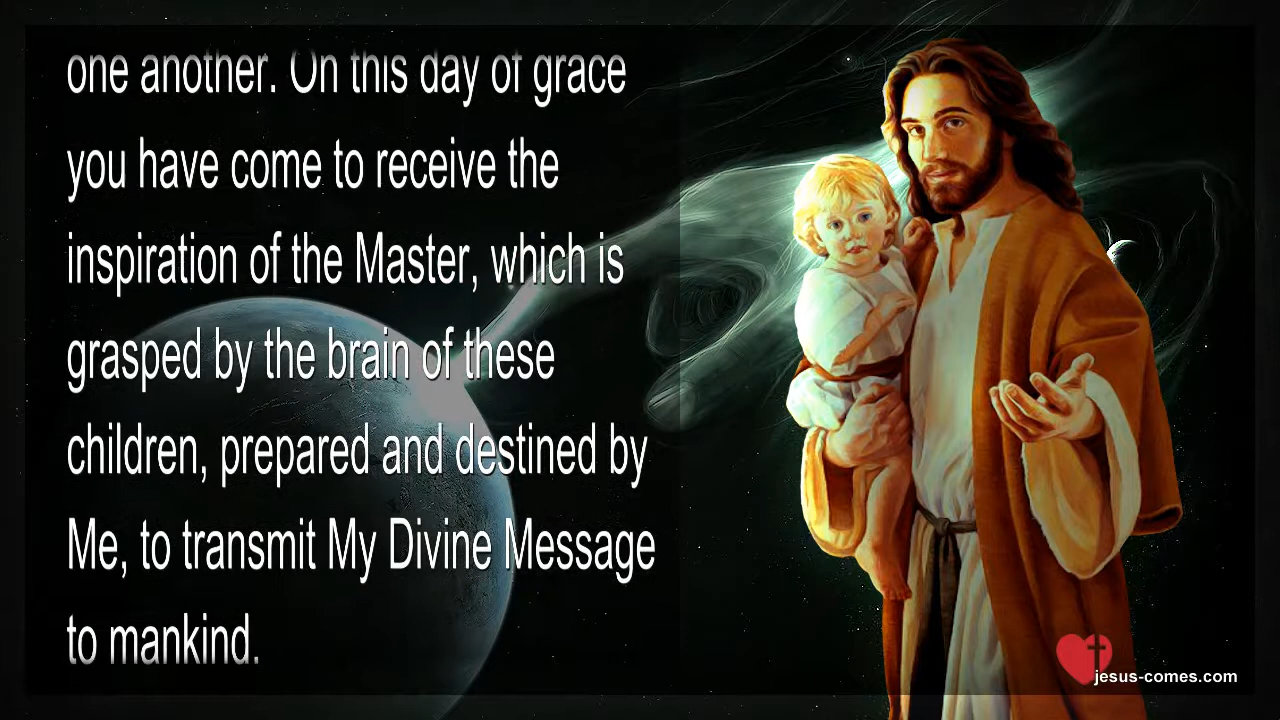 one another. On this day of grace
you have come to receive the
inspiration of the Master, which is
grasped by the brain of these
children, prepared and destined by
Me, to transmit My Divine Message
to mankind.
jesus-comes.com